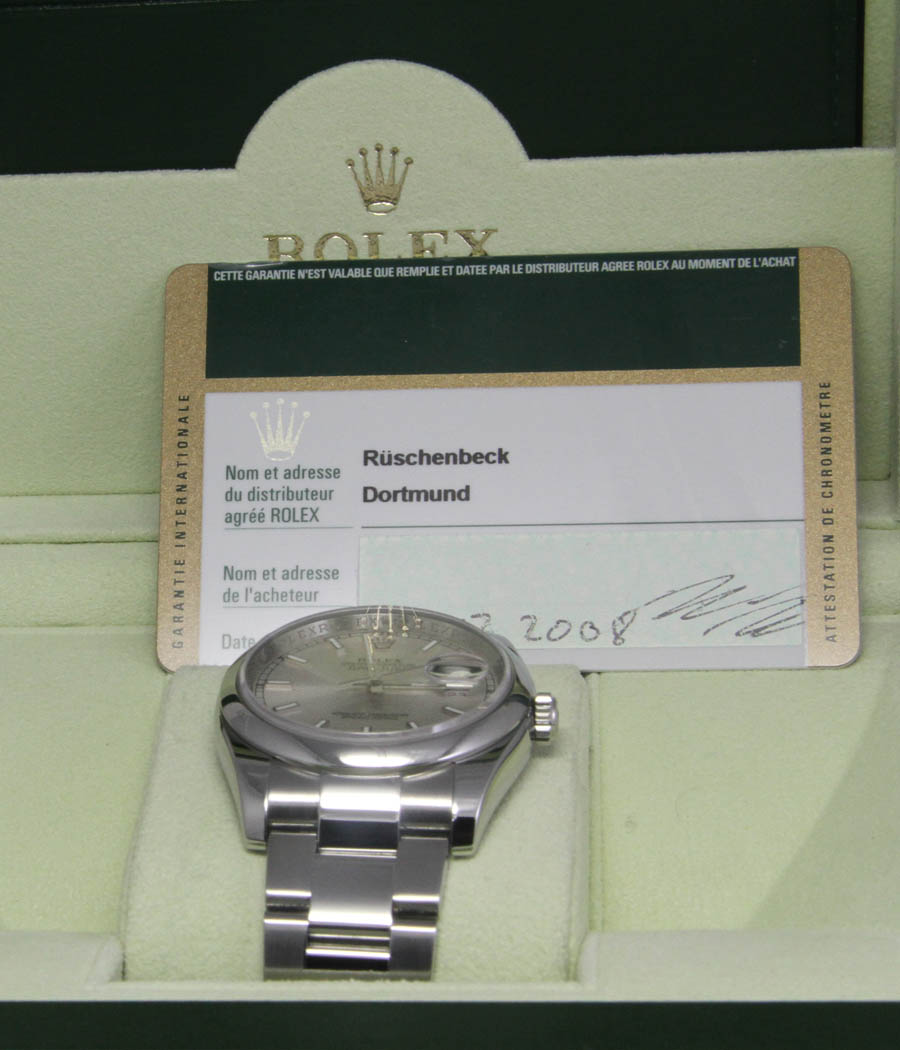 ROLEX
CETTE GARANTIE N'EST VALABLE QUE REMPLIE ET DATEE PAR LE DISTRIBUTEUR AGREE ROLEX AU MOMENT DE L'ACHAT
GARANTIE INTERNATIONALE
Nom et adresse
du distributeur
agréé ROLEX
Rüschenbeck
Dortmund
Nom et adresse
de l'acheteur
Date
2008
ATTESTATION DE CHRONOMETRE
ROLEX